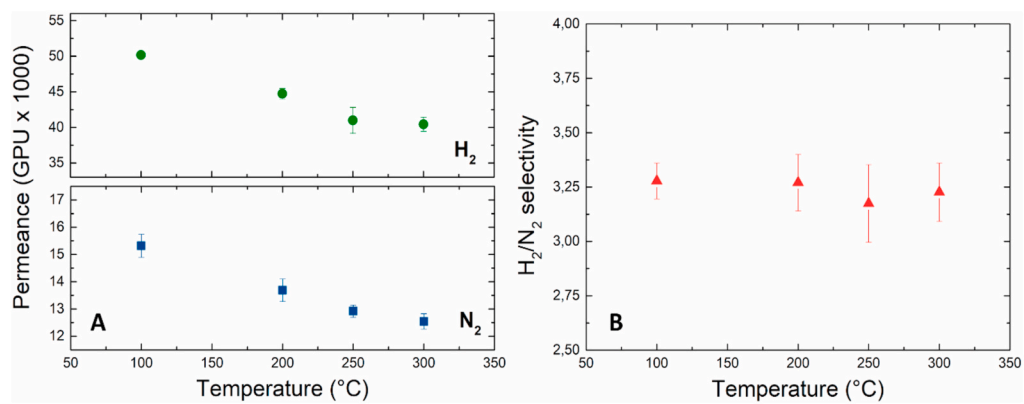 Permeance (GPU x 1000)
55
50
45
40
35
H₂
17
16
15
14
13
12
A
N₂
50 100 150 200 250 300 350
Temperature (°C)
H₂/N₂ selectivity
4,00
3,75
3,50
3,25
3,00
2,75
2,50
B
50 100 150 200 250 300 350
Temperature (°C)